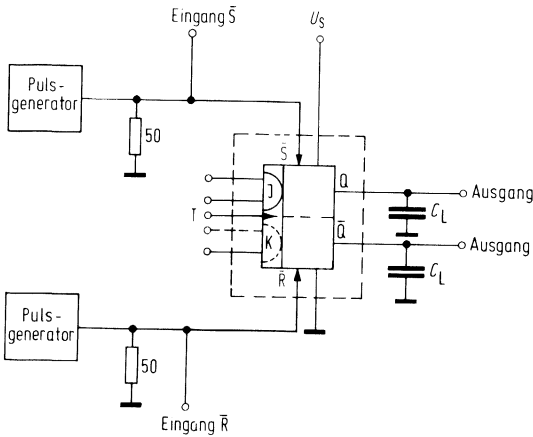 Eingang S̅
U_S
Puls-
generator
50
S̅
J
Q
Ausgang
C_L
T
K
Q̅
Ausgang
C_L
R̅
Puls-
generator
50
Eingang R̅